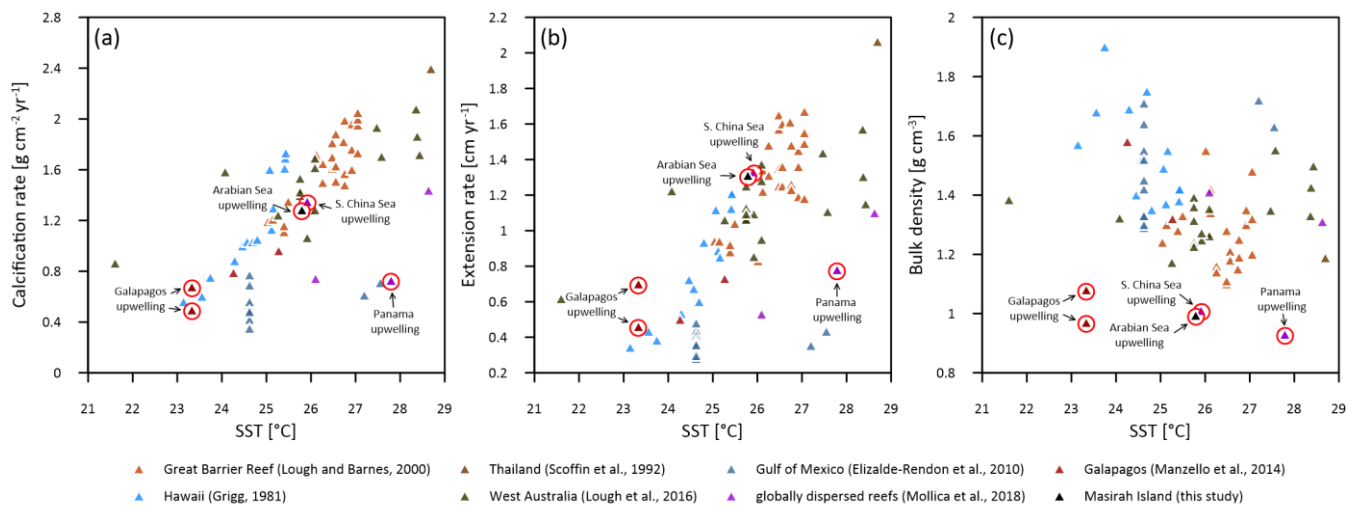 (a)
Calcification rate [g cm⁻² yr⁻¹]
2.8
2.4
2
1.6
1.2
0.8
0.4
0
Arabian Sea
upwelling
S. China Sea
upwelling
Galapagos
upwelling
Panama
upwelling
21 22 23 24 25 26 27 28 29
SST [°C]
(b)
Extension rate [cm yr⁻¹]
2.2
2
1.8
1.6
1.4
1.2
1
0.8
0.6
0.4
0.2
S. China Sea
upwelling
Arabian Sea
upwelling
Galapagos
upwelling
Panama
upwelling
21 22 23 24 25 26 27 28 29
SST [°C]
(c)
Bulk density [g cm⁻³]
2
1.8
1.6
1.4
1.2
1
0.8
Galapagos
upwelling
S. China Sea
upwelling
Arabian Sea
upwelling
Panama
upwelling
21 22 23 24 25 26 27 28 29
SST [°C]
Great Barrier Reef (Lough and Barnes, 2000)
Thailand (Scoffin et al., 1992)
Gulf of Mexico (Elizalde-Rendon et al., 2010)
Galapagos (Manzello et al., 2014)
Hawaii (Grigg, 1981)
West Australia (Lough et al., 2016)
globally dispersed reefs (Mollica et al., 2018)
Masirah Island (this study)